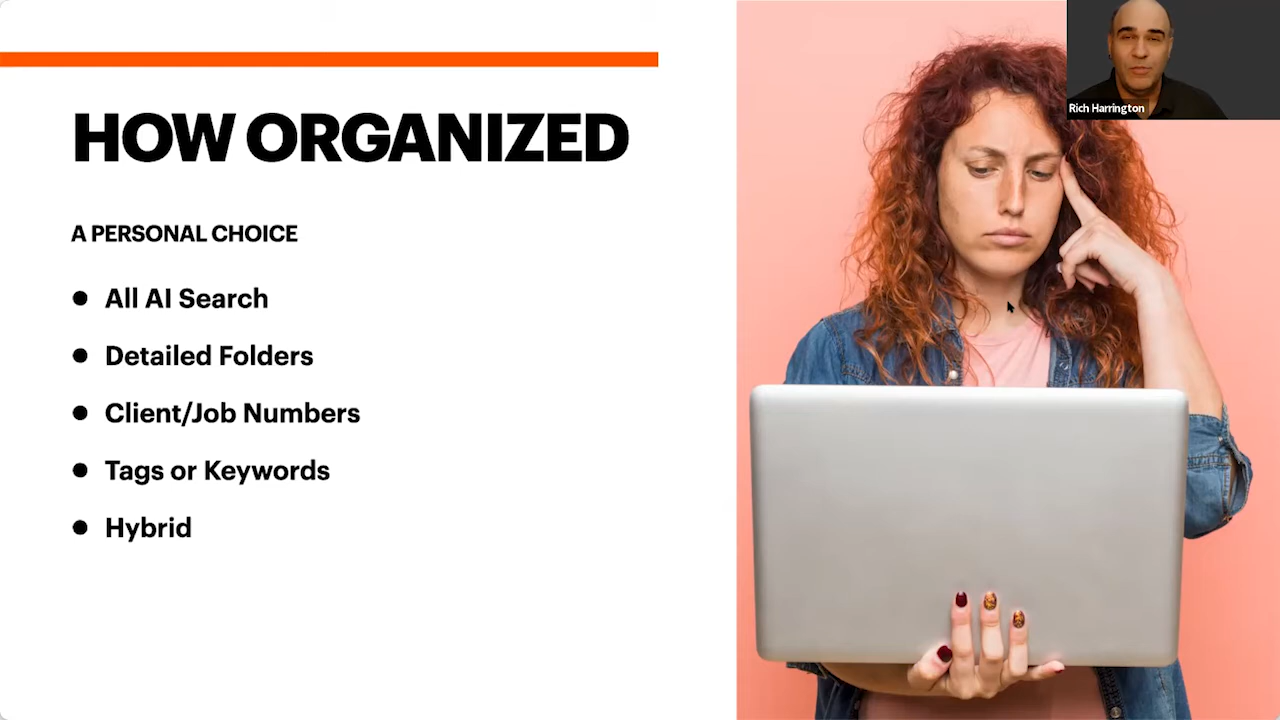 HOW ORGANIZED
A PERSONAL CHOICE
All AI Search
Detailed Folders
Client/Job Numbers
Tags or Keywords
Hybrid
Rich Harrington